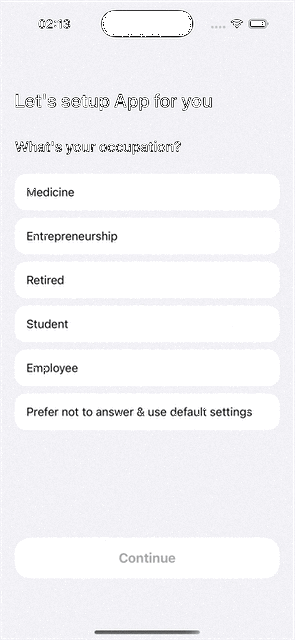 02:13
Let's setup App for you
What's your occupation?
Medicine
Entrepreneurship
Retired
Student
Employee
Prefer not to answer & use default settings
Continue